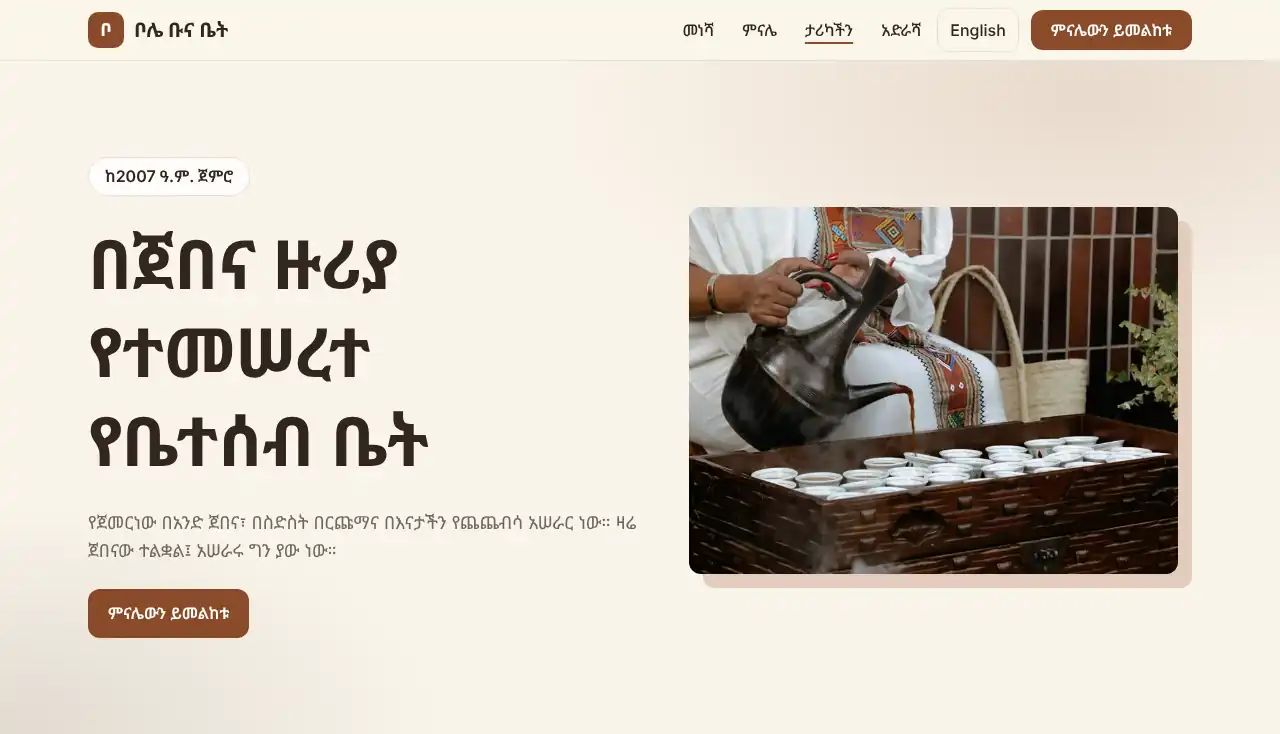 ቦ
ቦሌ ቡና ቤት
መነሻ
ምናሌ
ታሪካችን
አድራሻ
English
ምናሌውን ይመልከቱ
ከ2007 ዓ.ም. ጀምሮ
በጀበና ዙሪያ
የተመሠረተ
የቤተሰብ ቤት
የጀመርነው በአንድ ጀበና፣ በስድስት በርጩማና በእናታችን የጨጨብሳ አሠራር ነው። ዛሬ
ጀበናው ተልቋል፤ አሠራሩ ግን ያው ነው።
ምናሌውን ይመልከቱ